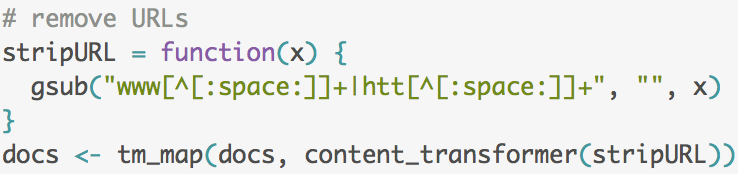 # remove URLs
stripURL = function(x) {
  gsub("www[^[:space:]]+|htt[^[:space:]]+", "", x)
}
docs <- tm_map(docs, content_transformer(stripURL))